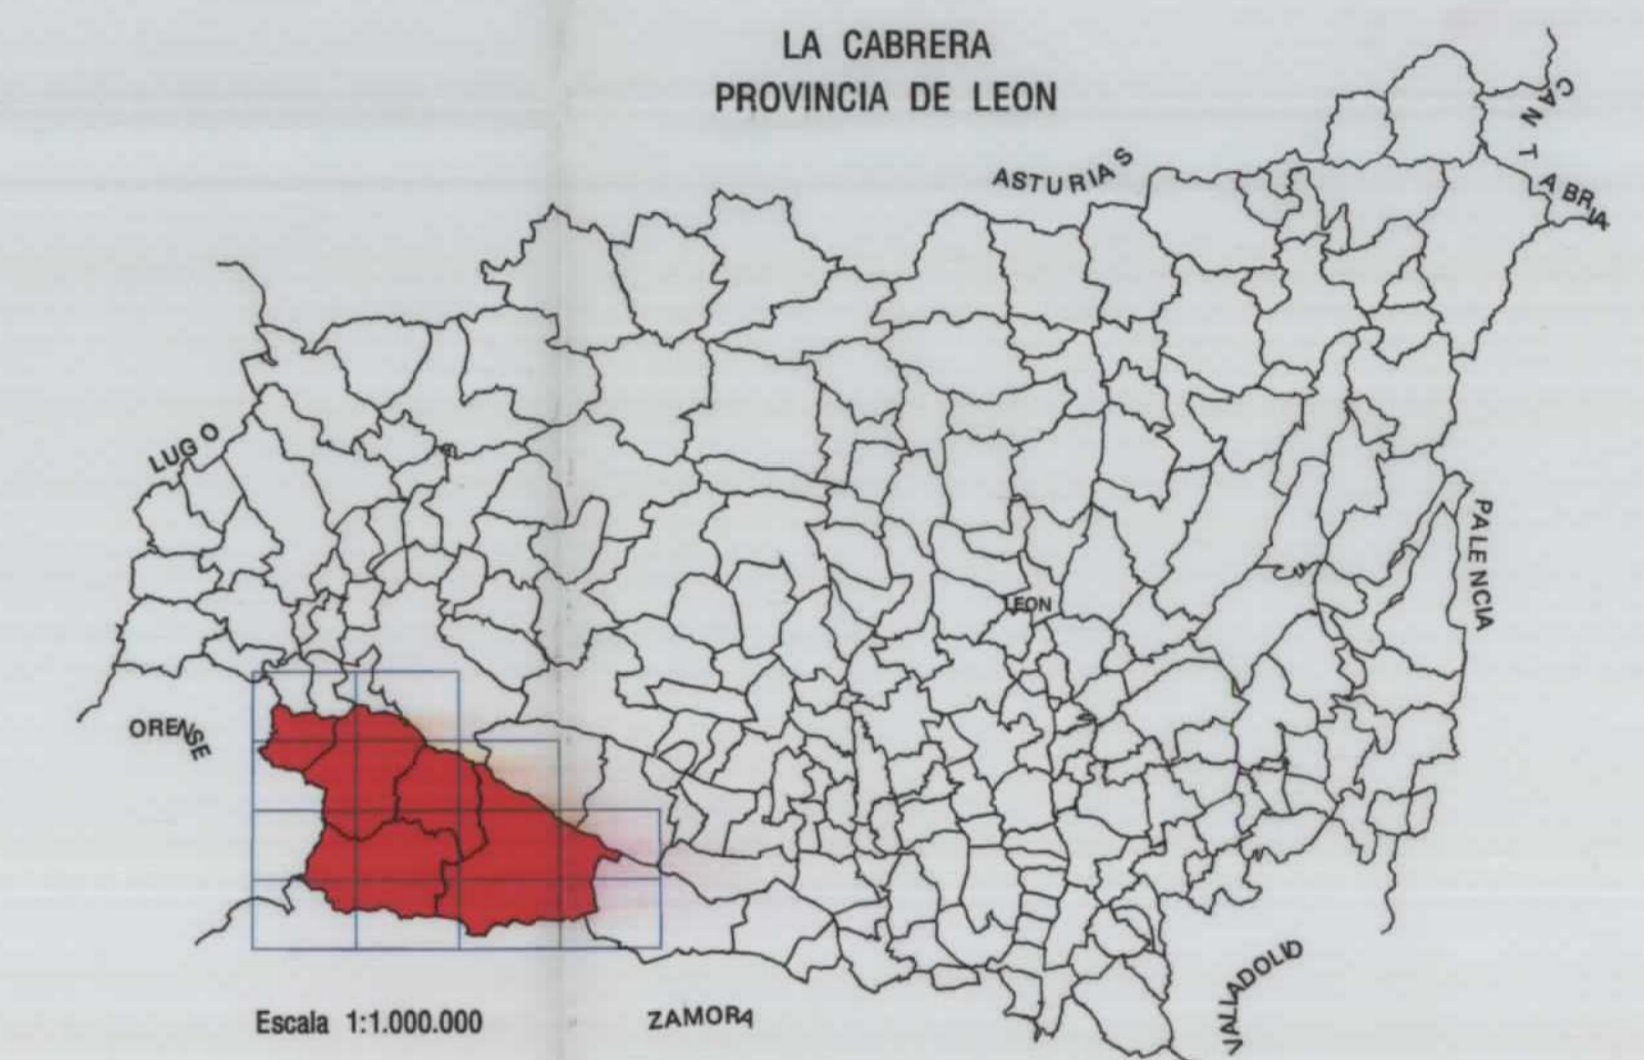 LA CABRERA
PROVINCIA DE LEON
CANTABRIA
ASTURIAS
LUGO
PALENCIA
LEON
ORENSE
VALLADOLID
Escala 1:1.000.000
ZAMORA